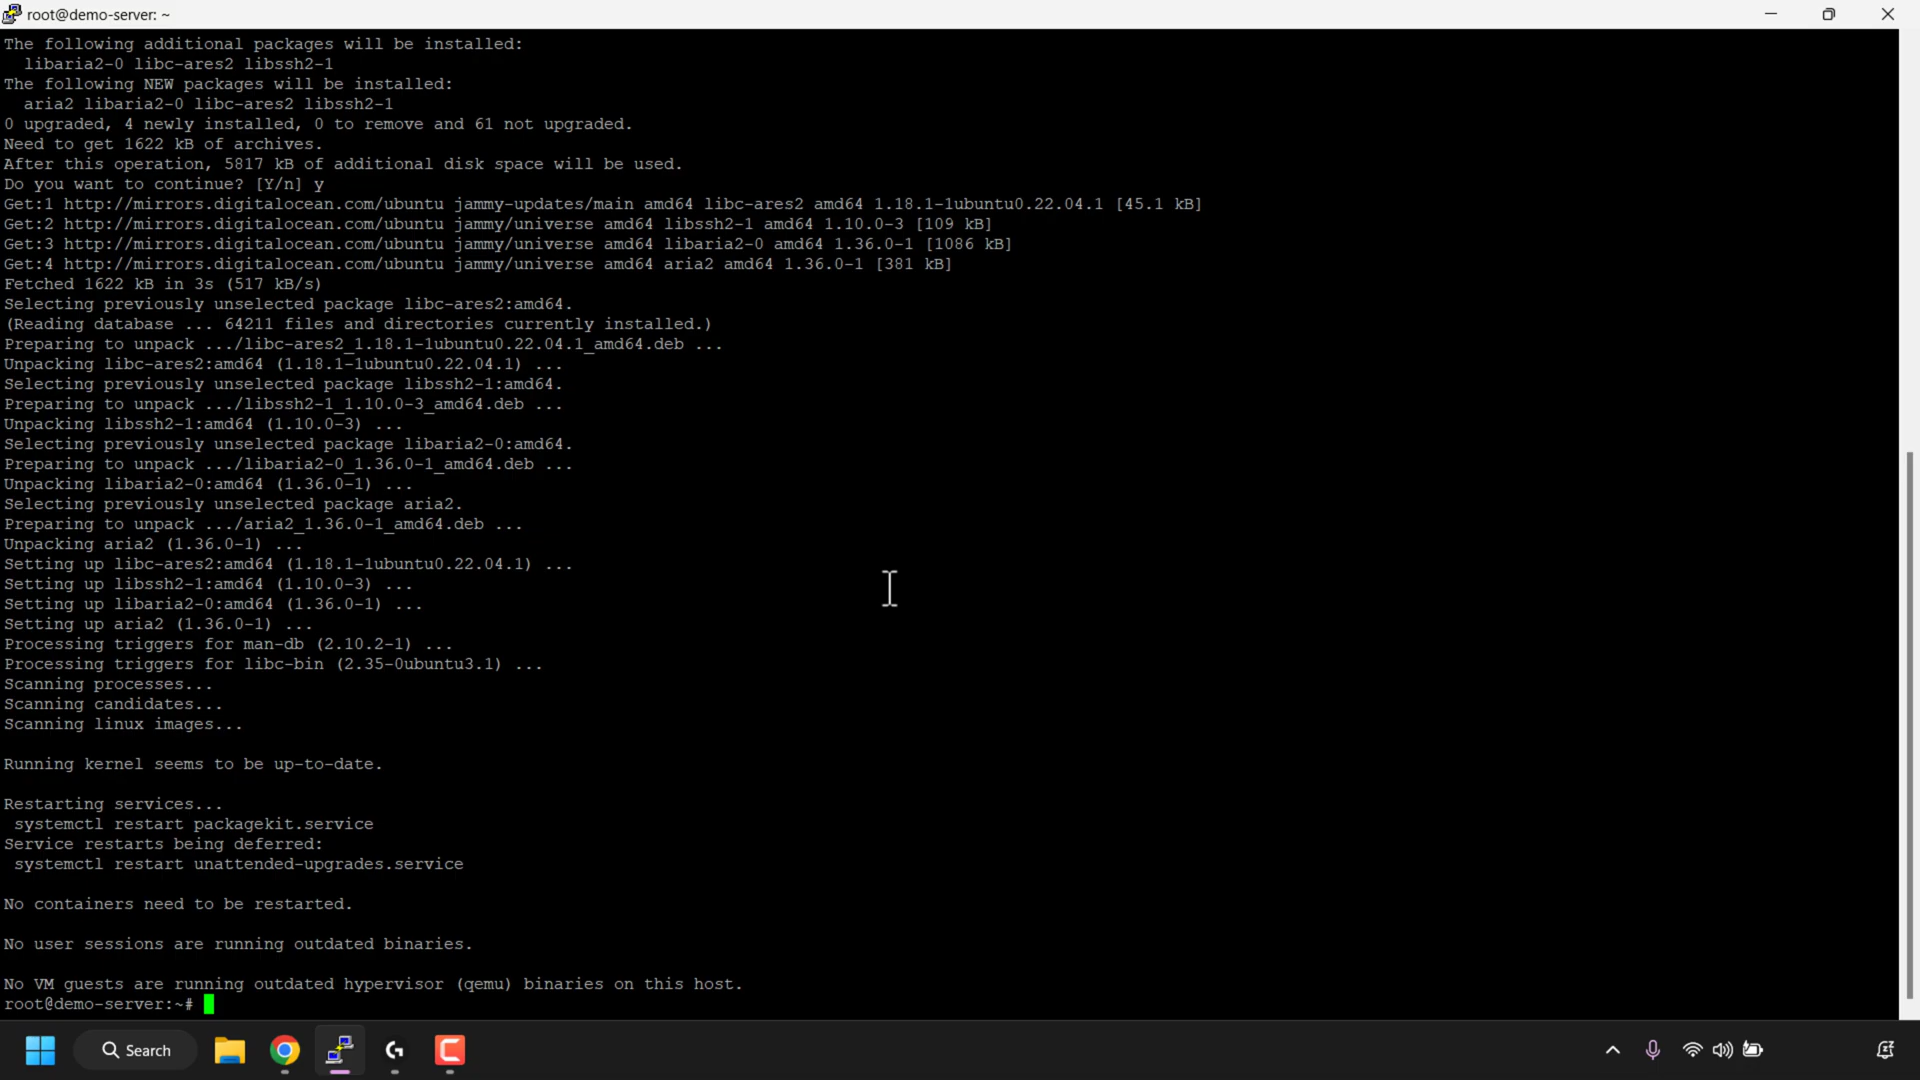 root@demo-server: ~
The following additional packages will be installed:
  libaria2-0 libc-ares2 libssh2-1
The following NEW packages will be installed:
  aria2 libaria2-0 libc-ares2 libssh2-1
0 upgraded, 4 newly installed, 0 to remove and 61 not upgraded.
Need to get 1622 kB of archives.
After this operation, 5817 kB of additional disk space will be used.
Do you want to continue? [Y/n] y
Get:1 http://mirrors.digitalocean.com/ubuntu jammy-updates/main amd64 libc-ares2 amd64 1.18.1-1ubuntu0.22.04.1 [45.1 kB]
Get:2 http://mirrors.digitalocean.com/ubuntu jammy/universe amd64 libssh2-1 amd64 1.10.0-3 [109 kB]
Get:3 http://mirrors.digitalocean.com/ubuntu jammy/universe amd64 libaria2-0 amd64 1.36.0-1 [1086 kB]
Get:4 http://mirrors.digitalocean.com/ubuntu jammy/universe amd64 aria2 amd64 1.36.0-1 [381 kB]
Fetched 1622 kB in 3s (517 kB/s)
Selecting previously unselected package libc-ares2:amd64.
(Reading database ... 64211 files and directories currently installed.)
Preparing to unpack .../libc-ares2_1.18.1-1ubuntu0.22.04.1_amd64.deb ...
Unpacking libc-ares2:amd64 (1.18.1-1ubuntu0.22.04.1) ...
Selecting previously unselected package libssh2-1:amd64.
Preparing to unpack .../libssh2-1_1.10.0-3_amd64.deb ...
Unpacking libssh2-1:amd64 (1.10.0-3) ...
Selecting previously unselected package libaria2-0:amd64.
Preparing to unpack .../libaria2-0_1.36.0-1_amd64.deb ...
Unpacking libaria2-0:amd64 (1.36.0-1) ...
Selecting previously unselected package aria2.
Preparing to unpack .../aria2_1.36.0-1_amd64.deb ...
Unpacking aria2 (1.36.0-1) ...
Setting up libc-ares2:amd64 (1.18.1-1ubuntu0.22.04.1) ...
Setting up libssh2-1:amd64 (1.10.0-3) ...
Setting up libaria2-0:amd64 (1.36.0-1) ...
Setting up aria2 (1.36.0-1) ...
Processing triggers for man-db (2.10.2-1) ...
Processing triggers for libc-bin (2.35-0ubuntu3.1) ...
Scanning processes...
Scanning candidates...
Scanning linux images...
Running kernel seems to be up-to-date.
Restarting services...
 systemctl restart packagekit.service
Service restarts being deferred:
 systemctl restart unattended-upgrades.service
No containers need to be restarted.
No user sessions are running outdated binaries.
No VM guests are running outdated hypervisor (qemu) binaries on this host.
root@demo-server:~#
Search